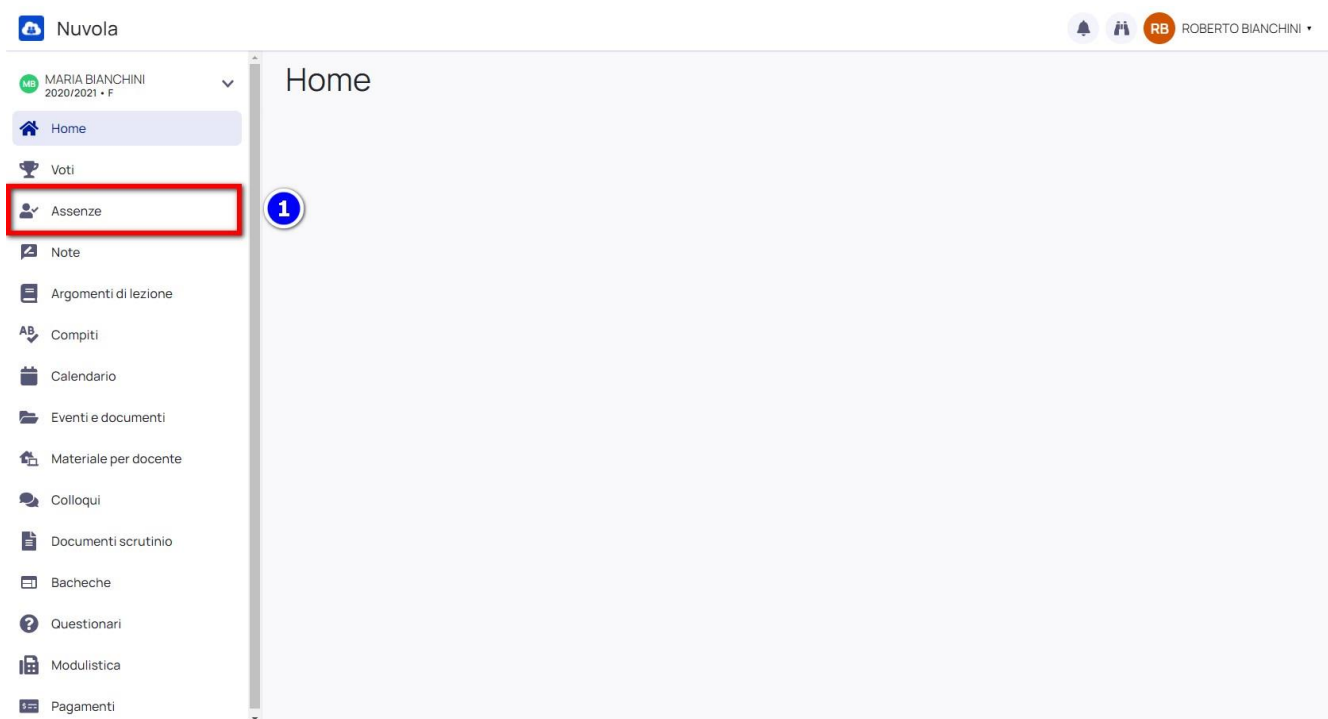 Nuvola
RB ROBERTO BIANCHINI
MB MARIA BIANCHINI
2020/2021 • F
Home
Home
Voti
Assenze
1
Note
Argomenti di lezione
AB Compiti
Calendario
Eventi e documenti
Materiale per docente
Colloqui
Documenti scrutinio
Bacheche
Questionari
Modulistica
Pagamenti